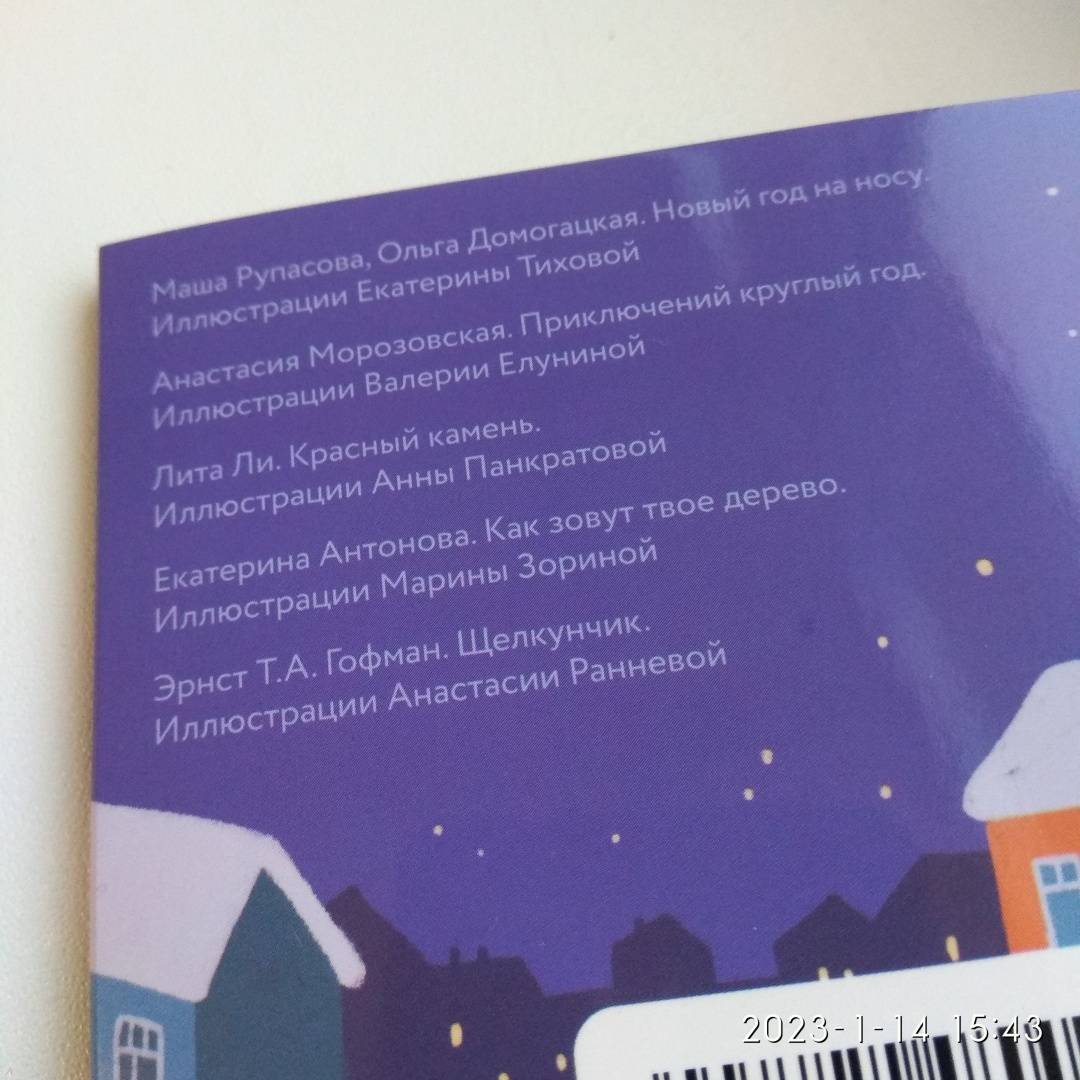 Маша Рупасова, Ольга Домогацкая. Новый год на носу.
Иллюстрации Екатерины Тиховой
Анастасия Морозовская. Приключений круглый год.
Иллюстрации Валерии Елуниной
Лита Ли. Красный камень.
Иллюстрации Анны Панкратовой
Екатерина Антонова. Как зовут твое дерево.
Иллюстрации Марины Зориной
Эрнст Т.А. Гофман. Щелкунчик.
Иллюстрации Анастасии Ранневой
2023-1-14 15:43